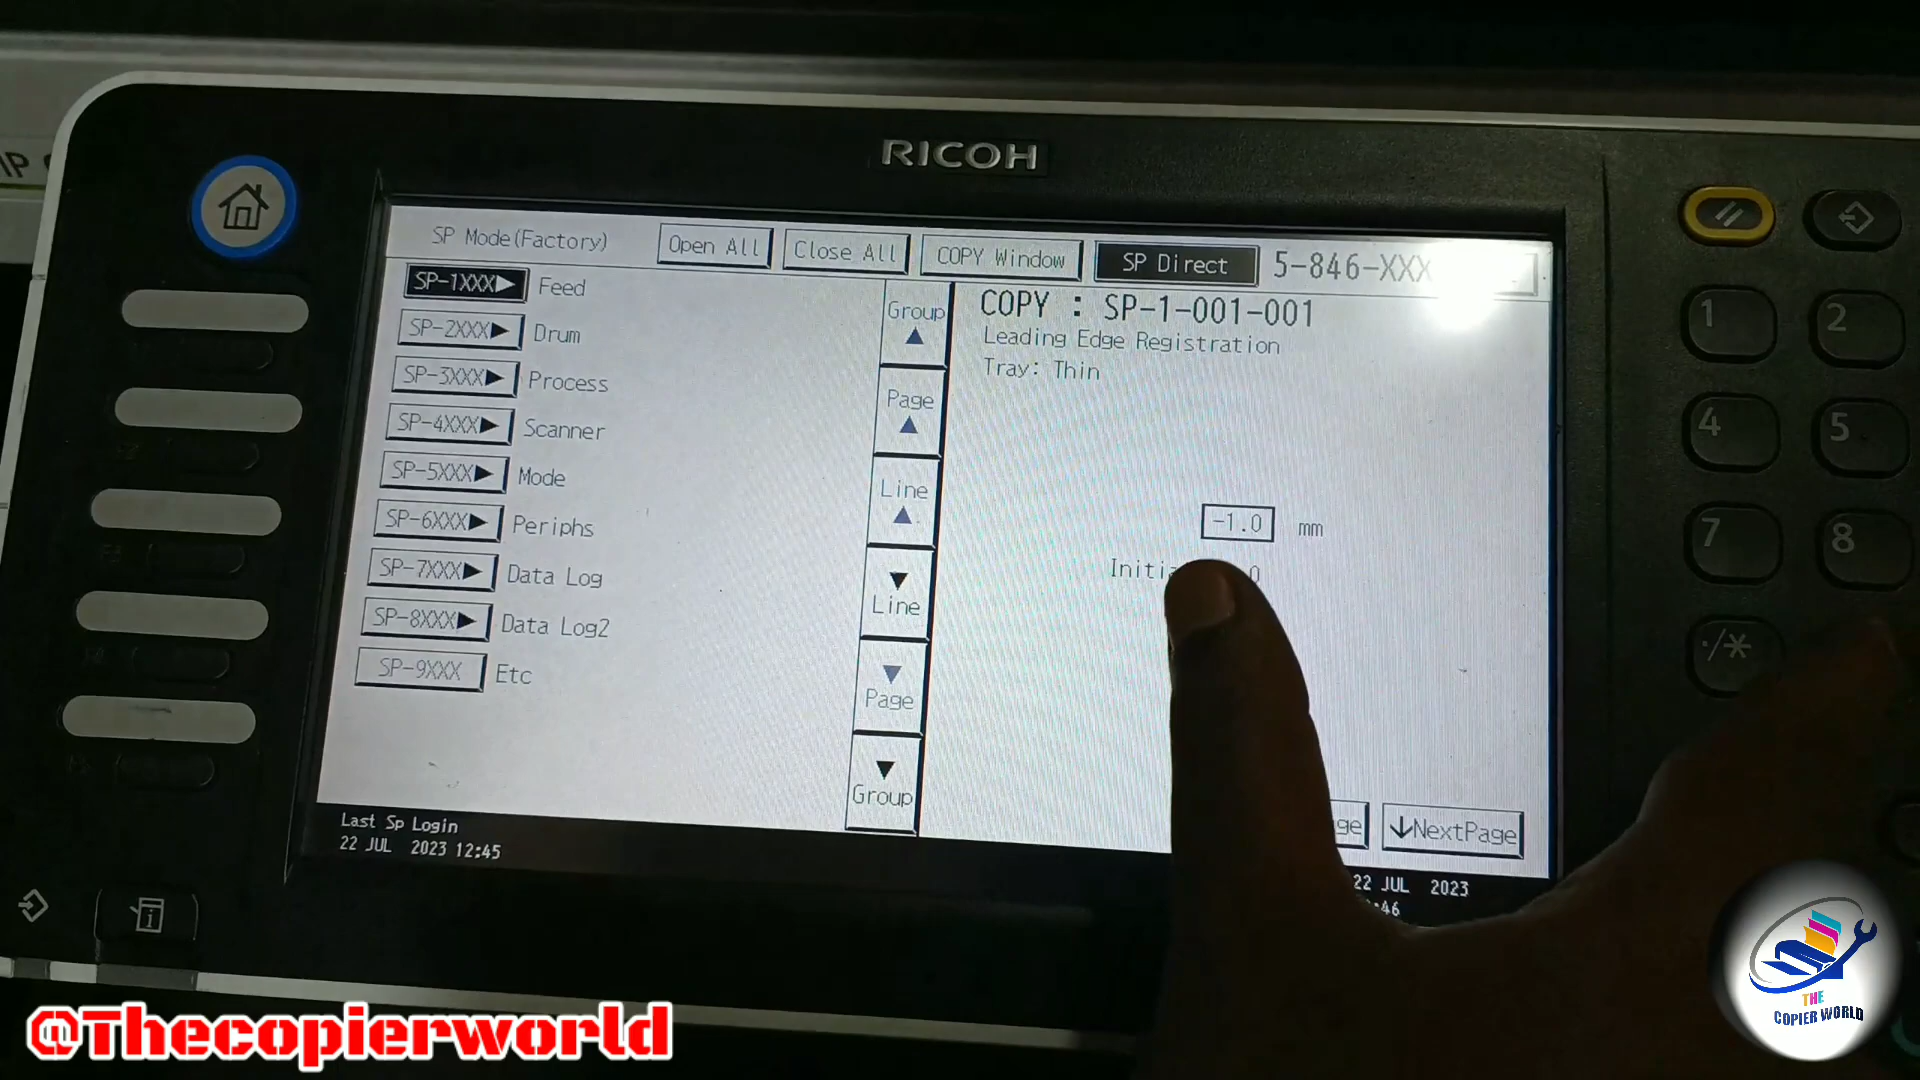 RICOH
IP
SP Mode(Factory)
Open All
Close All
COPY Window
SP Direct
5-846-XXX
SP-1XXX▶ Feed
SP-2XXX▶ Drum
SP-3XXX▶ Process
SP-4XXX▶ Scanner
SP-5XXX▶ Mode
SP-6XXX▶ Periphs
SP-7XXX▶ Data Log
SP-8XXX▶ Data Log2
SP-9XXX Etc
Group
Page
Line
Line
Page
Group
COPY : SP-1-001-001
Leading Edge Registration
Tray: Thin
-1.0 mm
↓NextPage
Last Sp Login
22 JUL 2023 12:45
22 JUL 2023
:46
1
2
4
5
7
8
./*
@Thecopierworld
THE
COPIER WORLD